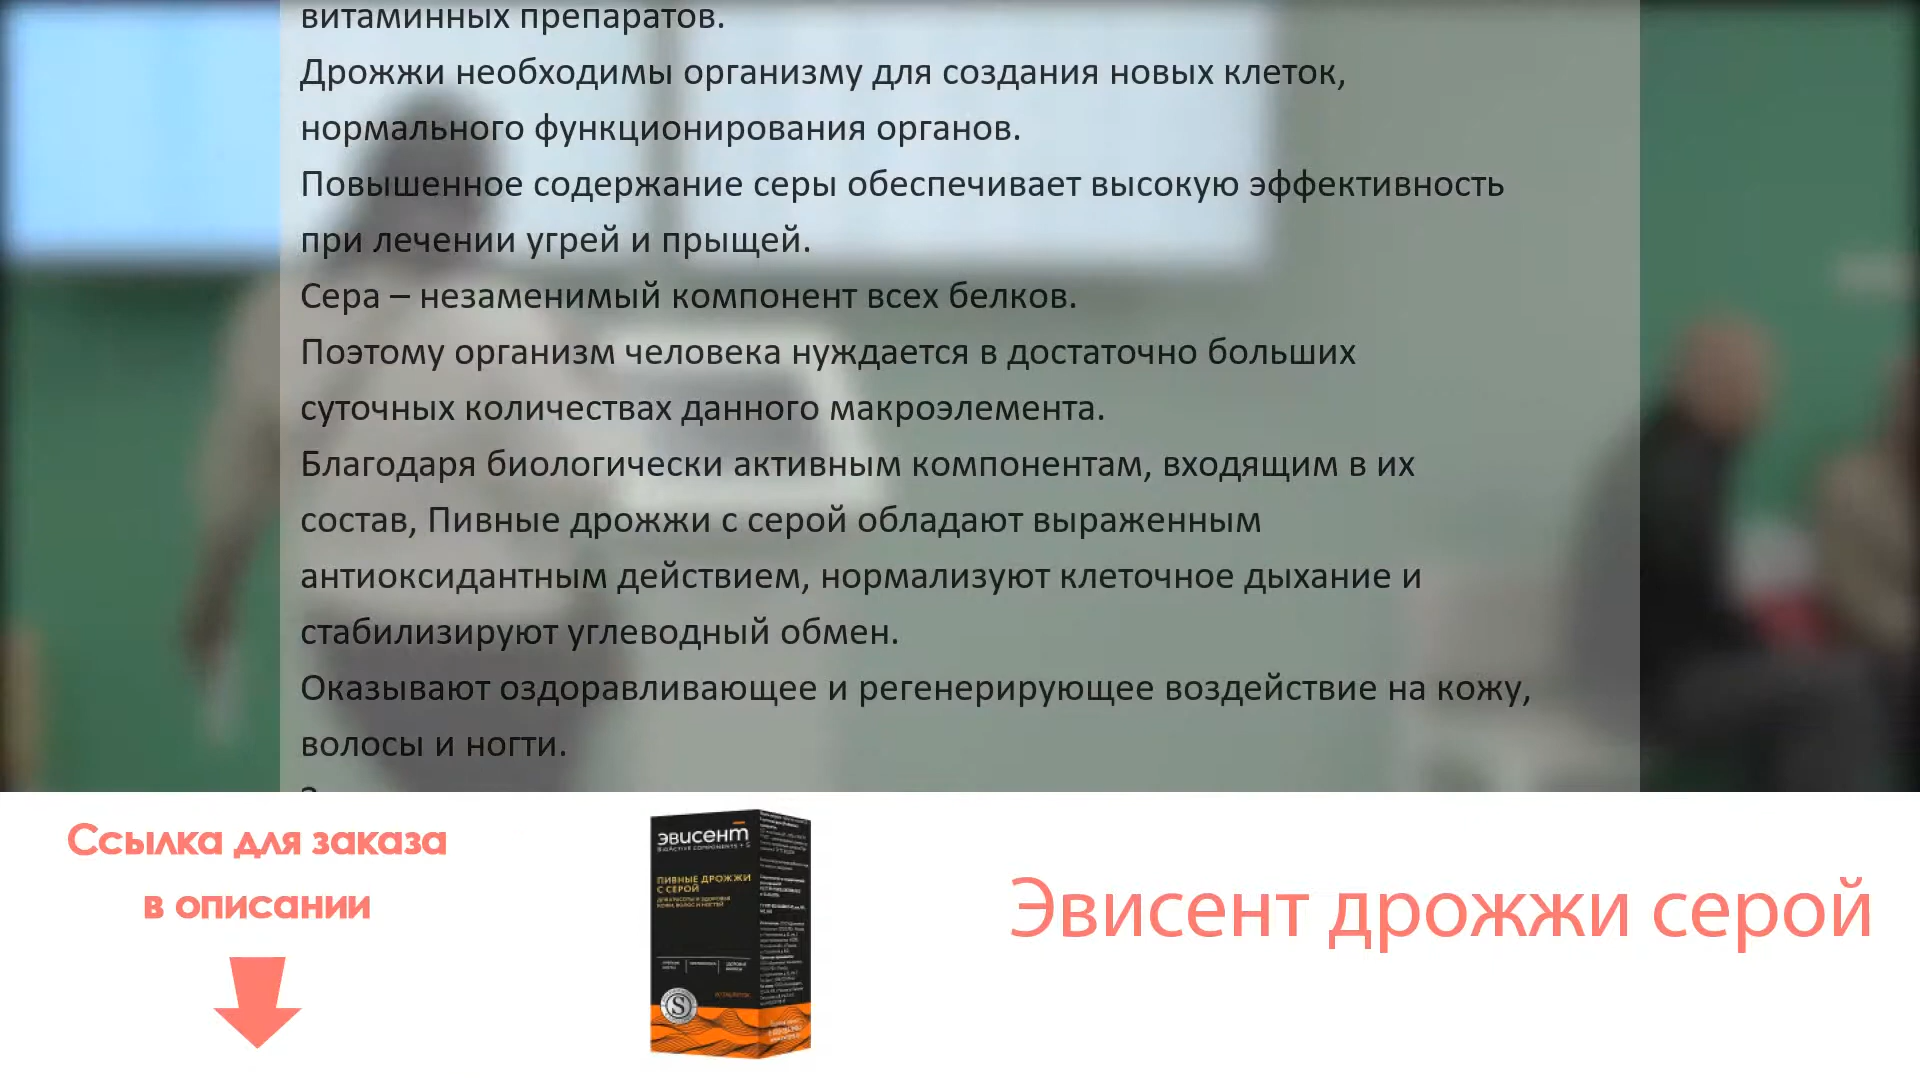 витаминных препаратов.
Дрожжи необходимы организму для создания новых клеток,
нормального функционирования органов.
Повышенное содержание серы обеспечивает высокую эффективность
при лечении угрей и прыщей.
Сера – незаменимый компонент всех белков.
Поэтому организм человека нуждается в достаточно больших
суточных количествах данного макроэлемента.
Благодаря биологически активным компонентам, входящим в их
состав, Пивные дрожжи с серой обладают выраженным
антиоксидантным действием, нормализуют клеточное дыхание и
стабилизируют углеводный обмен.
Оказывают оздоравливающее и регенерирующее воздействие на кожу,
волосы и ногти.
Ссылка для заказа
в описании
эвисент
BioActive components + S
ПИВНЫЕ ДРОЖЖИ
С СЕРОЙ
S
Эвисент дрожжи серой